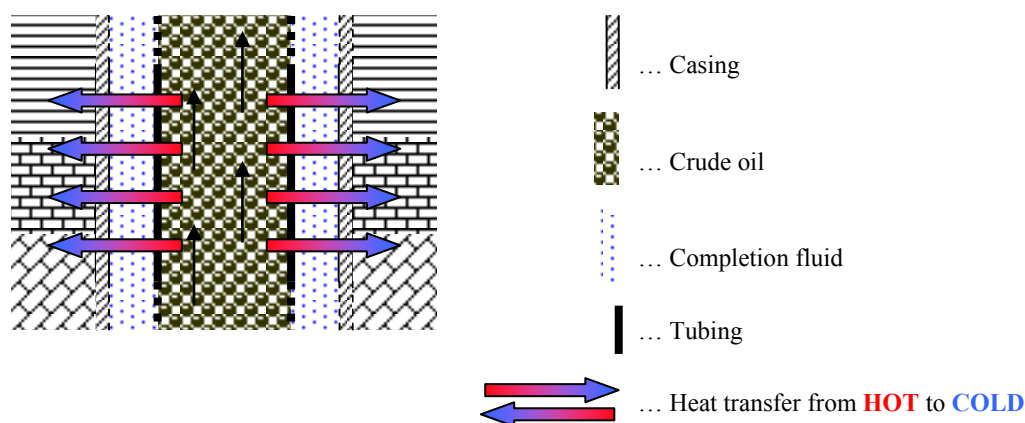 … Casing
… Crude oil
… Completion fluid
… Tubing
… Heat transfer from HOT to COLD